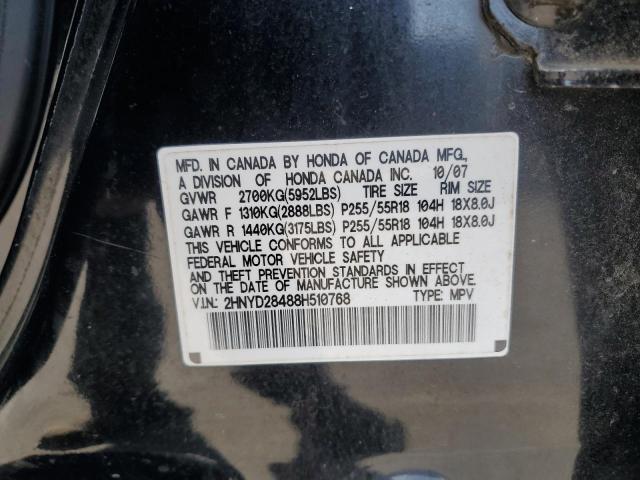 MFD. IN CANADA BY HONDA OF CANADA MFG.,
A DIVISION OF HONDA CANADA INC. 10/07
GVWR 2700KG(5952LBS) TIRE SIZE RIM SIZE
GAWR F 1310KG(2888LBS) P255/55R18 104H 18X8.0J
GAWR R 1440KG(3175LBS) P255/55R18 104H 18X8.0J
THIS VEHICLE CONFORMS TO ALL APPLICABLE
FEDERAL MOTOR VEHICLE SAFETY
AND THEFT PREVENTION STANDARDS IN EFFECT
ON THE DATE OF MANUFACTURE SHOWN ABOVE.
V.I.N.: 2HNYD28488H510768 TYPE: MPV